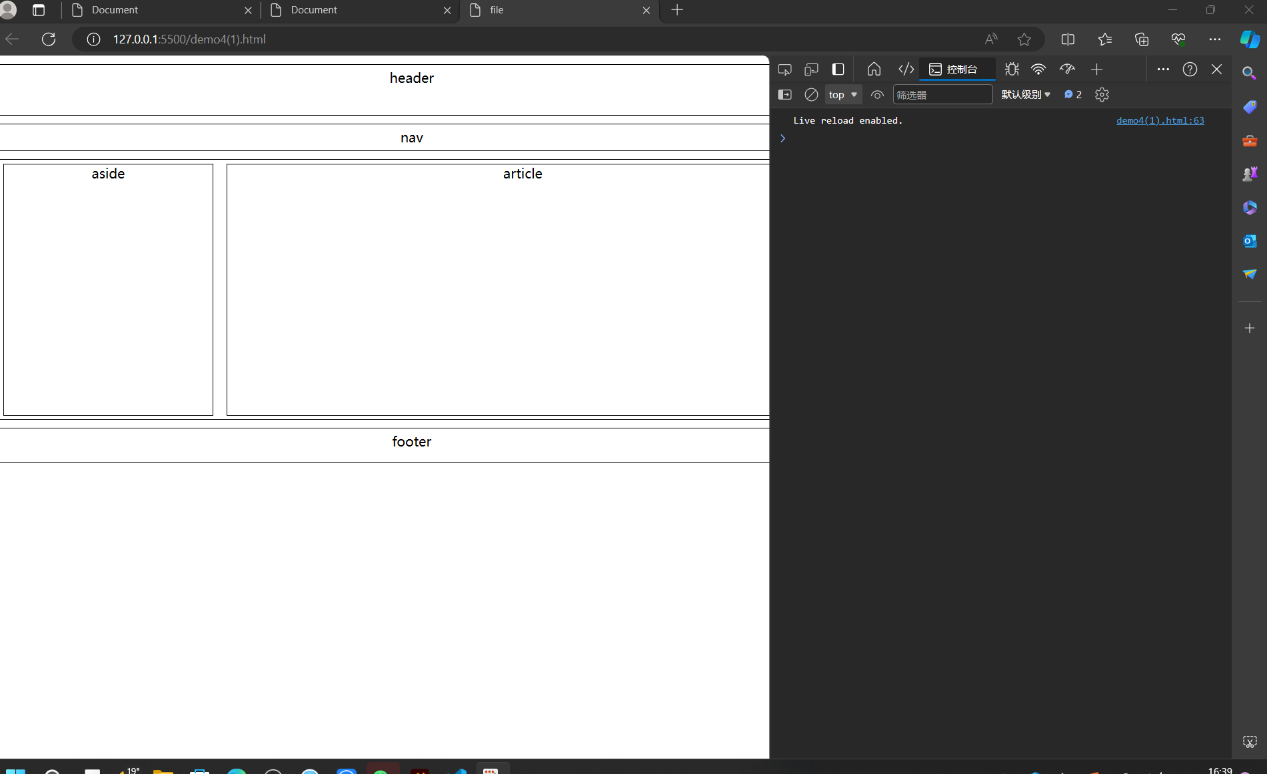 Document
Document
file
127.0.0.1:5500/demo4(1).html
header
nav
aside
article
footer
控制台
top
筛选器
默认级别
2
Live reload enabled.
demo4(1).html:63
19°
16:39